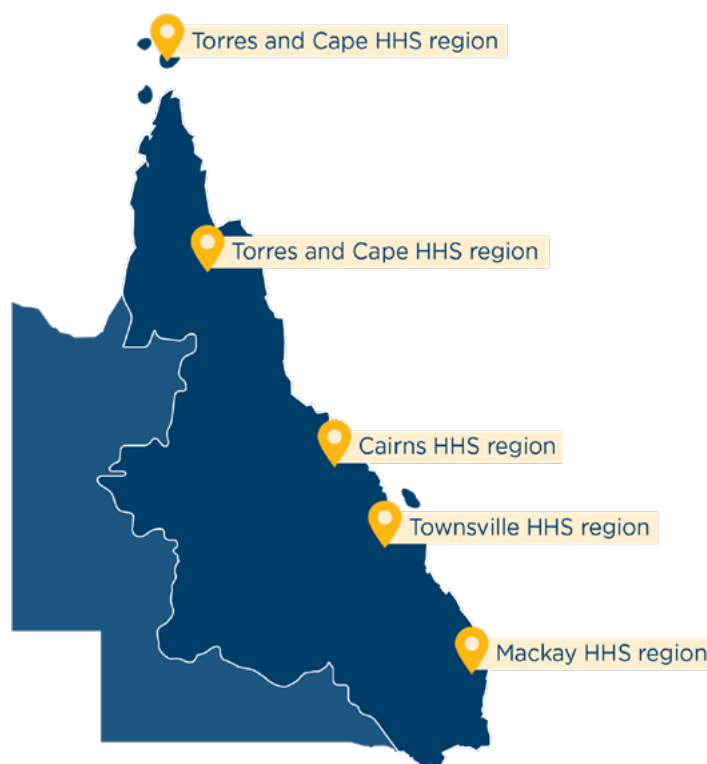 Torres and Cape HHS region
Torres and Cape HHS region
Cairns HHS region
Townsville HHS region
Mackay HHS region